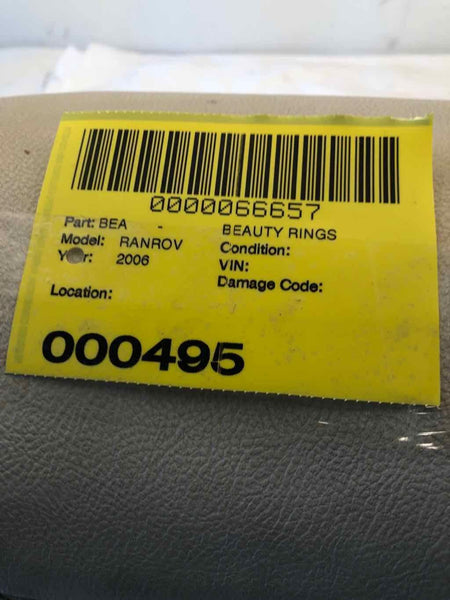 0000066657
Part: BEA - BEAUTY RINGS
Model: RANROV Condition:
Year: 2006 VIN:
Damage Code:
Location:
000495